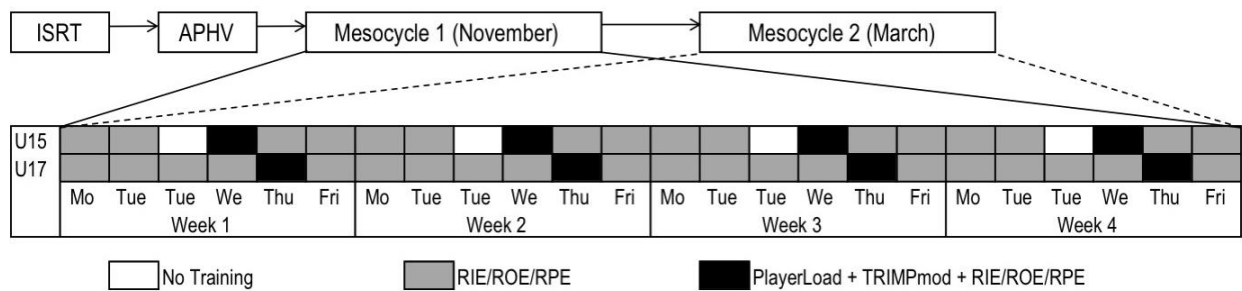 ISRT APHV Mesocycle 1 (November) Mesocycle 2 (March)
U15
U17
Mo Tue Tue We Thu Fri Mo Tue Tue We Thu Fri Mo Tue Tue We Thu Fri Mo Tue Tue We Thu Fri
Week 1 Week 2 Week 3 Week 4
No Training RIE/ROE/RPE PlayerLoad + TRIMPmod + RIE/ROE/RPE